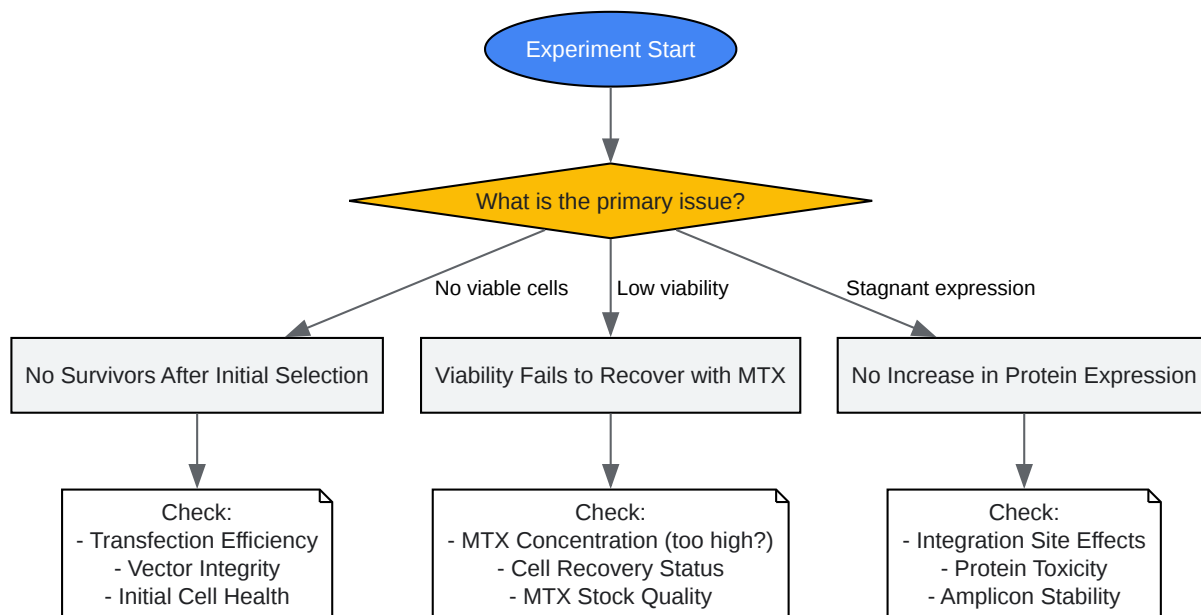 Experiment Start
What is the primary issue?
No viable cells
Low viability
Stagnant expression
No Survivors After Initial Selection
Viability Fails to Recover with MTX
No Increase in Protein Expression
Check:
- Transfection Efficiency
- Vector Integrity
- Initial Cell Health
Check:
- MTX Concentration (too high?)
- Cell Recovery Status
- MTX Stock Quality
Check:
- Integration Site Effects
- Protein Toxicity
- Amplicon Stability